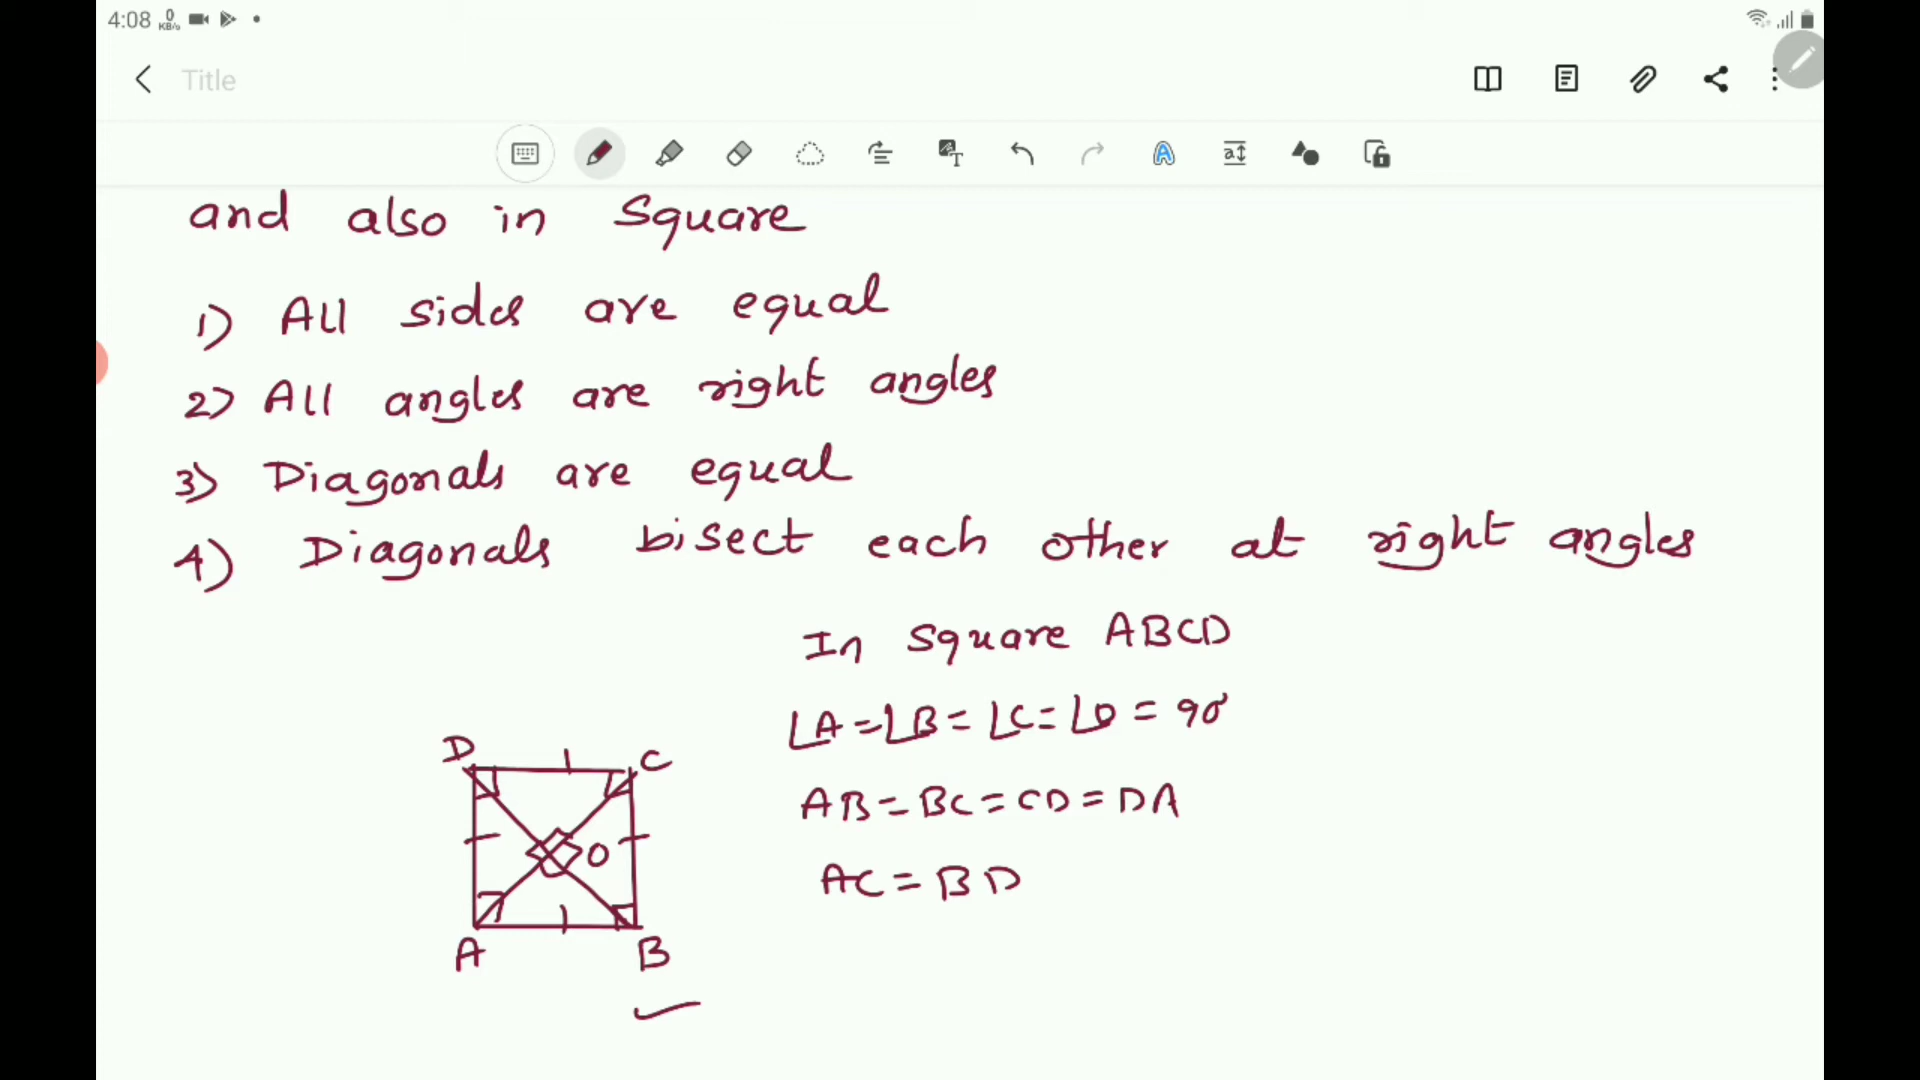 4:08 0 KB/s
Title
and also in Square
1) All sides are equal
2) All angles are right angles
3) Diagonals are equal
4) Diagonals bisect each other at right angles
In Square ABCD
∠A=∠B=∠C=∠D=90°
AB=BC=CD=DA
AC=BD
D C
O
A B